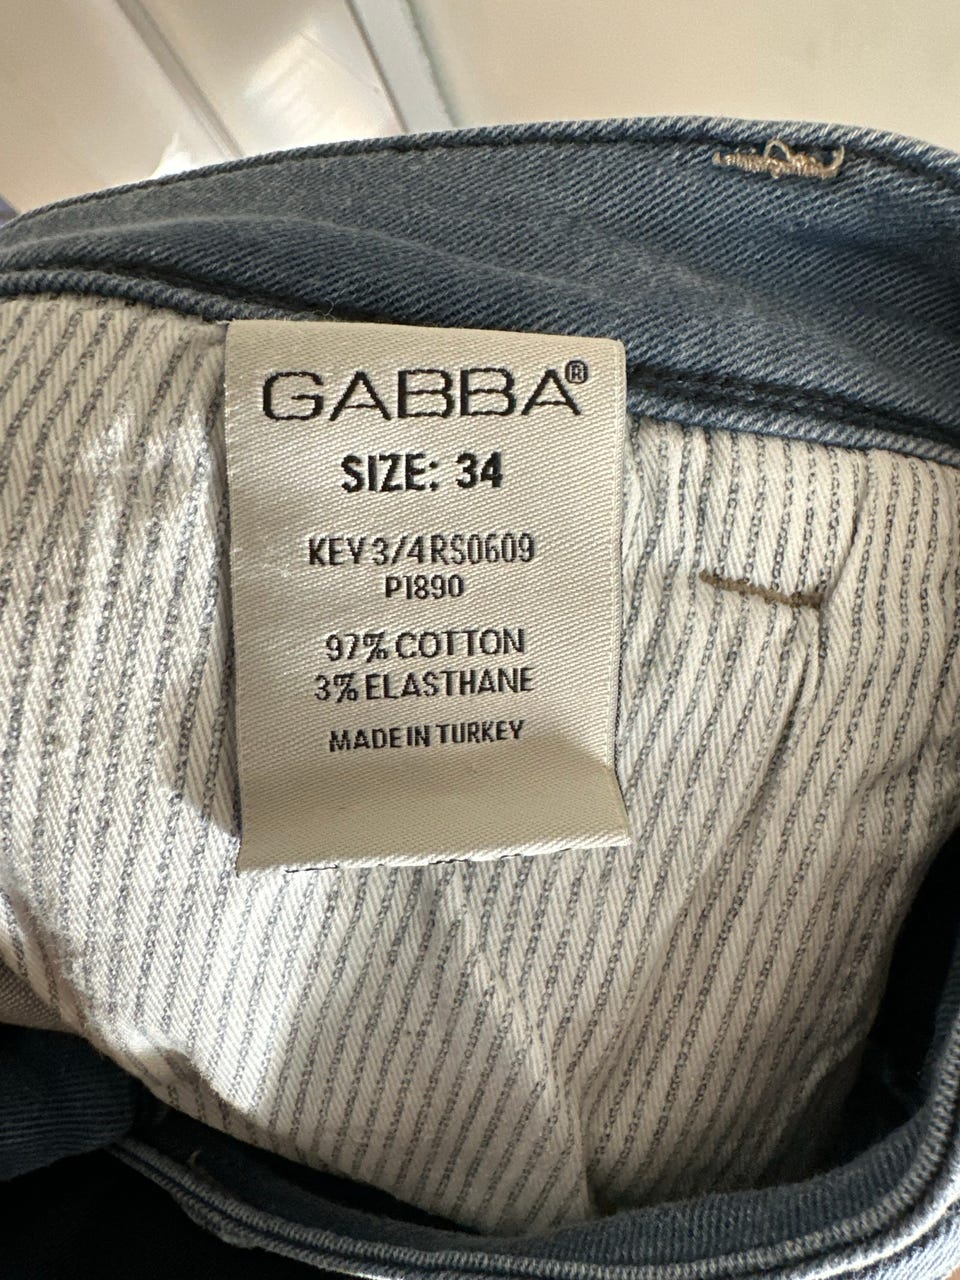 GABBA®
SIZE: 34
KEY 3/4 RS0609
P1890
97% COTTON
3% ELASTHANE
MADE IN TURKEY